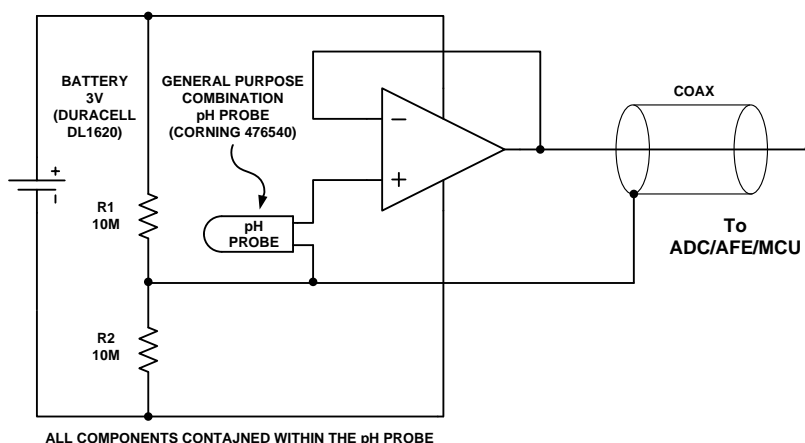 BATTERY
3V
(DURACELL
DL1620)
GENERAL PURPOSE
COMBINATION
pH PROBE
(CORNING 476540)
COAX
+
−
−
+
R1
10M
pH
PROBE
To
ADC/AFE/MCU
R2
10M
ALL COMPONENTS CONTAJNED WITHIN THE pH PROBE